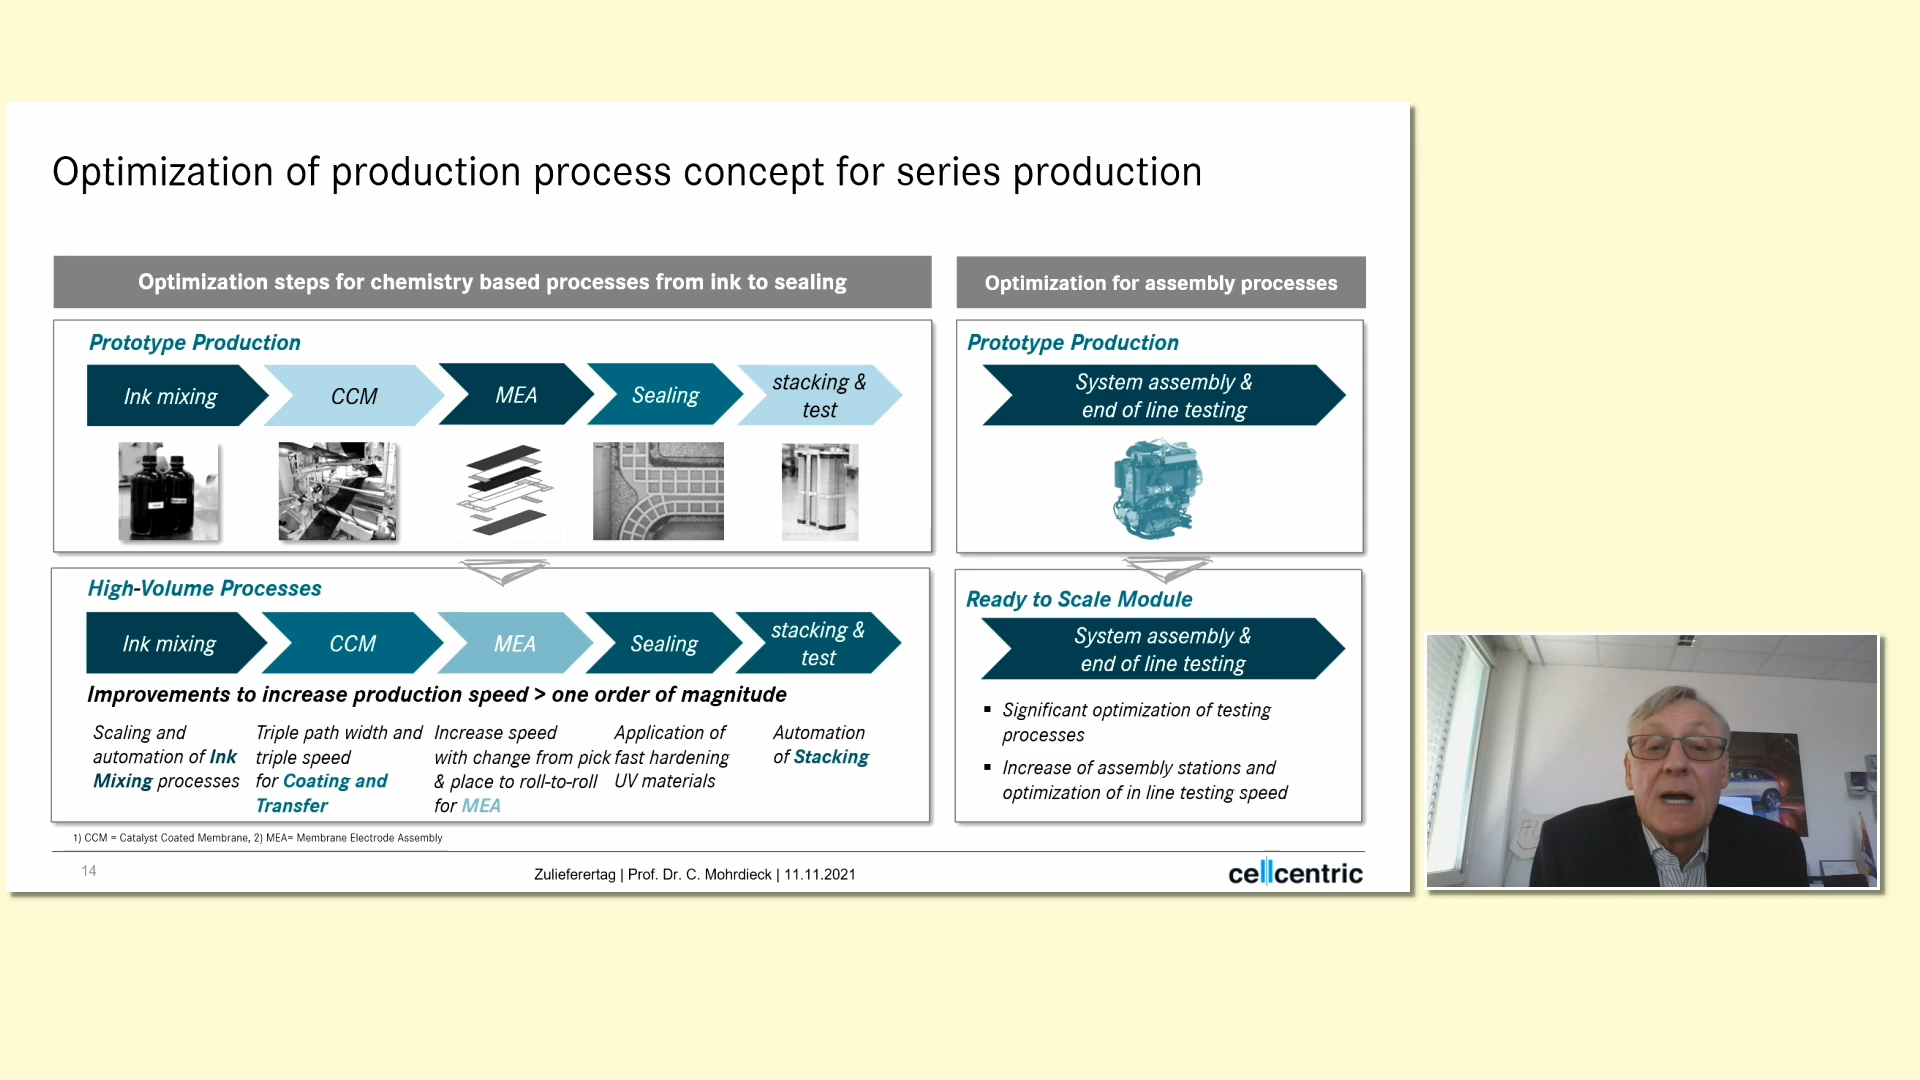 Optimization of production process concept for series production
Optimization steps for chemistry based processes from ink to sealing
Prototype Production
Ink mixing
CCM
MEA
Sealing
stacking &
test
High-Volume Processes
Ink mixing
CCM
MEA
Sealing
stacking &
test
Improvements to increase production speed > one order of magnitude
Scaling and
automation of Ink
Mixing processes
Triple path width and
triple speed
for Coating and
Transfer
Increase speed
with change from pick
& place to roll-to-roll
for MEA
Application of
fast hardening
UV materials
Automation
of Stacking
Optimization for assembly processes
Prototype Production
System assembly &
end of line testing
Ready to Scale Module
System assembly &
end of line testing
▪ Significant optimization of testing
processes
▪ Increase of assembly stations and
optimization of in line testing speed
1) CCM = Catalyst Coated Membrane, 2) MEA= Membrane Electrode Assembly
14
Zulieferertag | Prof. Dr. C. Mohrdieck | 11.11.2021
cellcentric